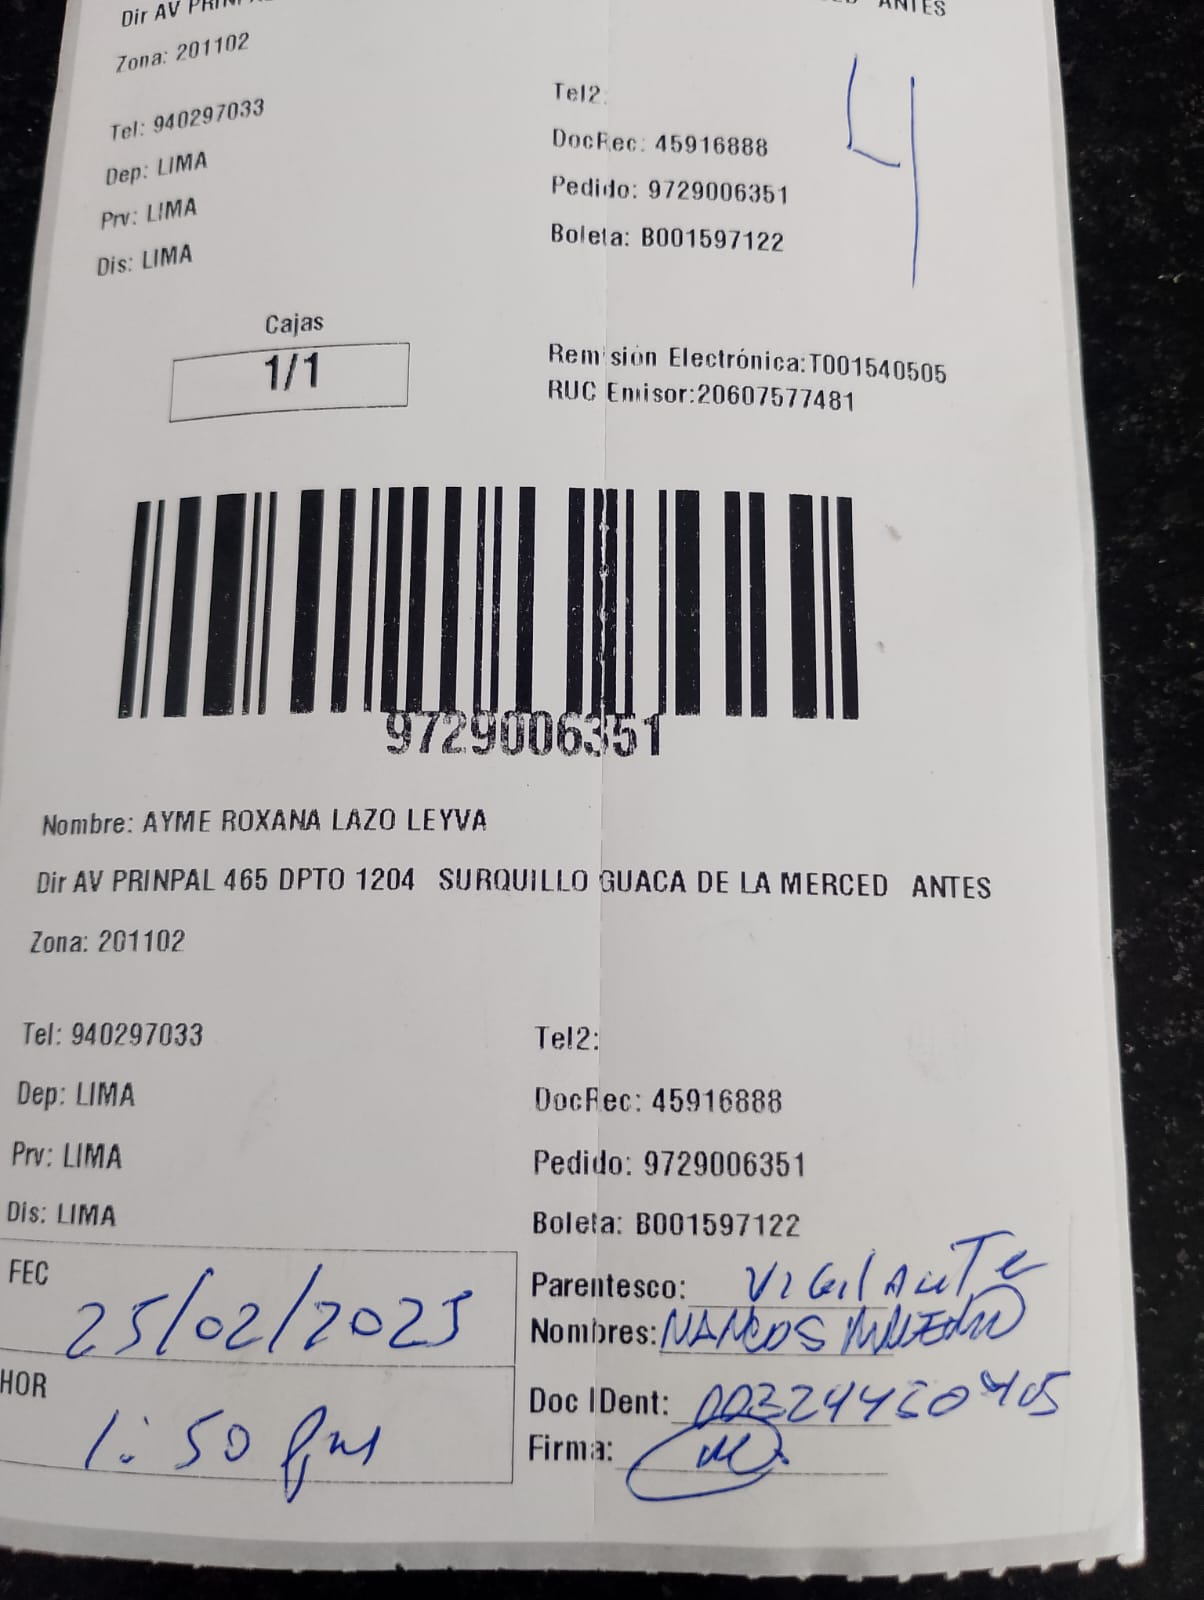 Dir AV
ANTES
Zona: 201102
4
Tel: 940297033
Tel2:
Dep: LIMA
DocRec: 45916888
Prv: LIMA
Pedido: 9729006351
Dis: LIMA
Boleta: B001597122
Cajas
1/1
Remision Electrónica:T001540505
RUC Emisor:20607577481
9729006351
Nombre: AYME ROXANA LAZO LEYVA
Dir AV PRINPAL 465 DPTO 1204 SURQUILLO GUACA DE LA MERCED ANTES
Zona: 201102
Tel: 940297033
Tel2:
Dep: LIMA
DocRec: 45916888
Prv: LIMA
Pedido: 9729006351
Dis: LIMA
Boleta: B001597122
FEC
25/02/2025
Parentesco: VIGilANTe
Nombres: MARCOS
HOR
1:50 pm
Doc IDent:
Firma: